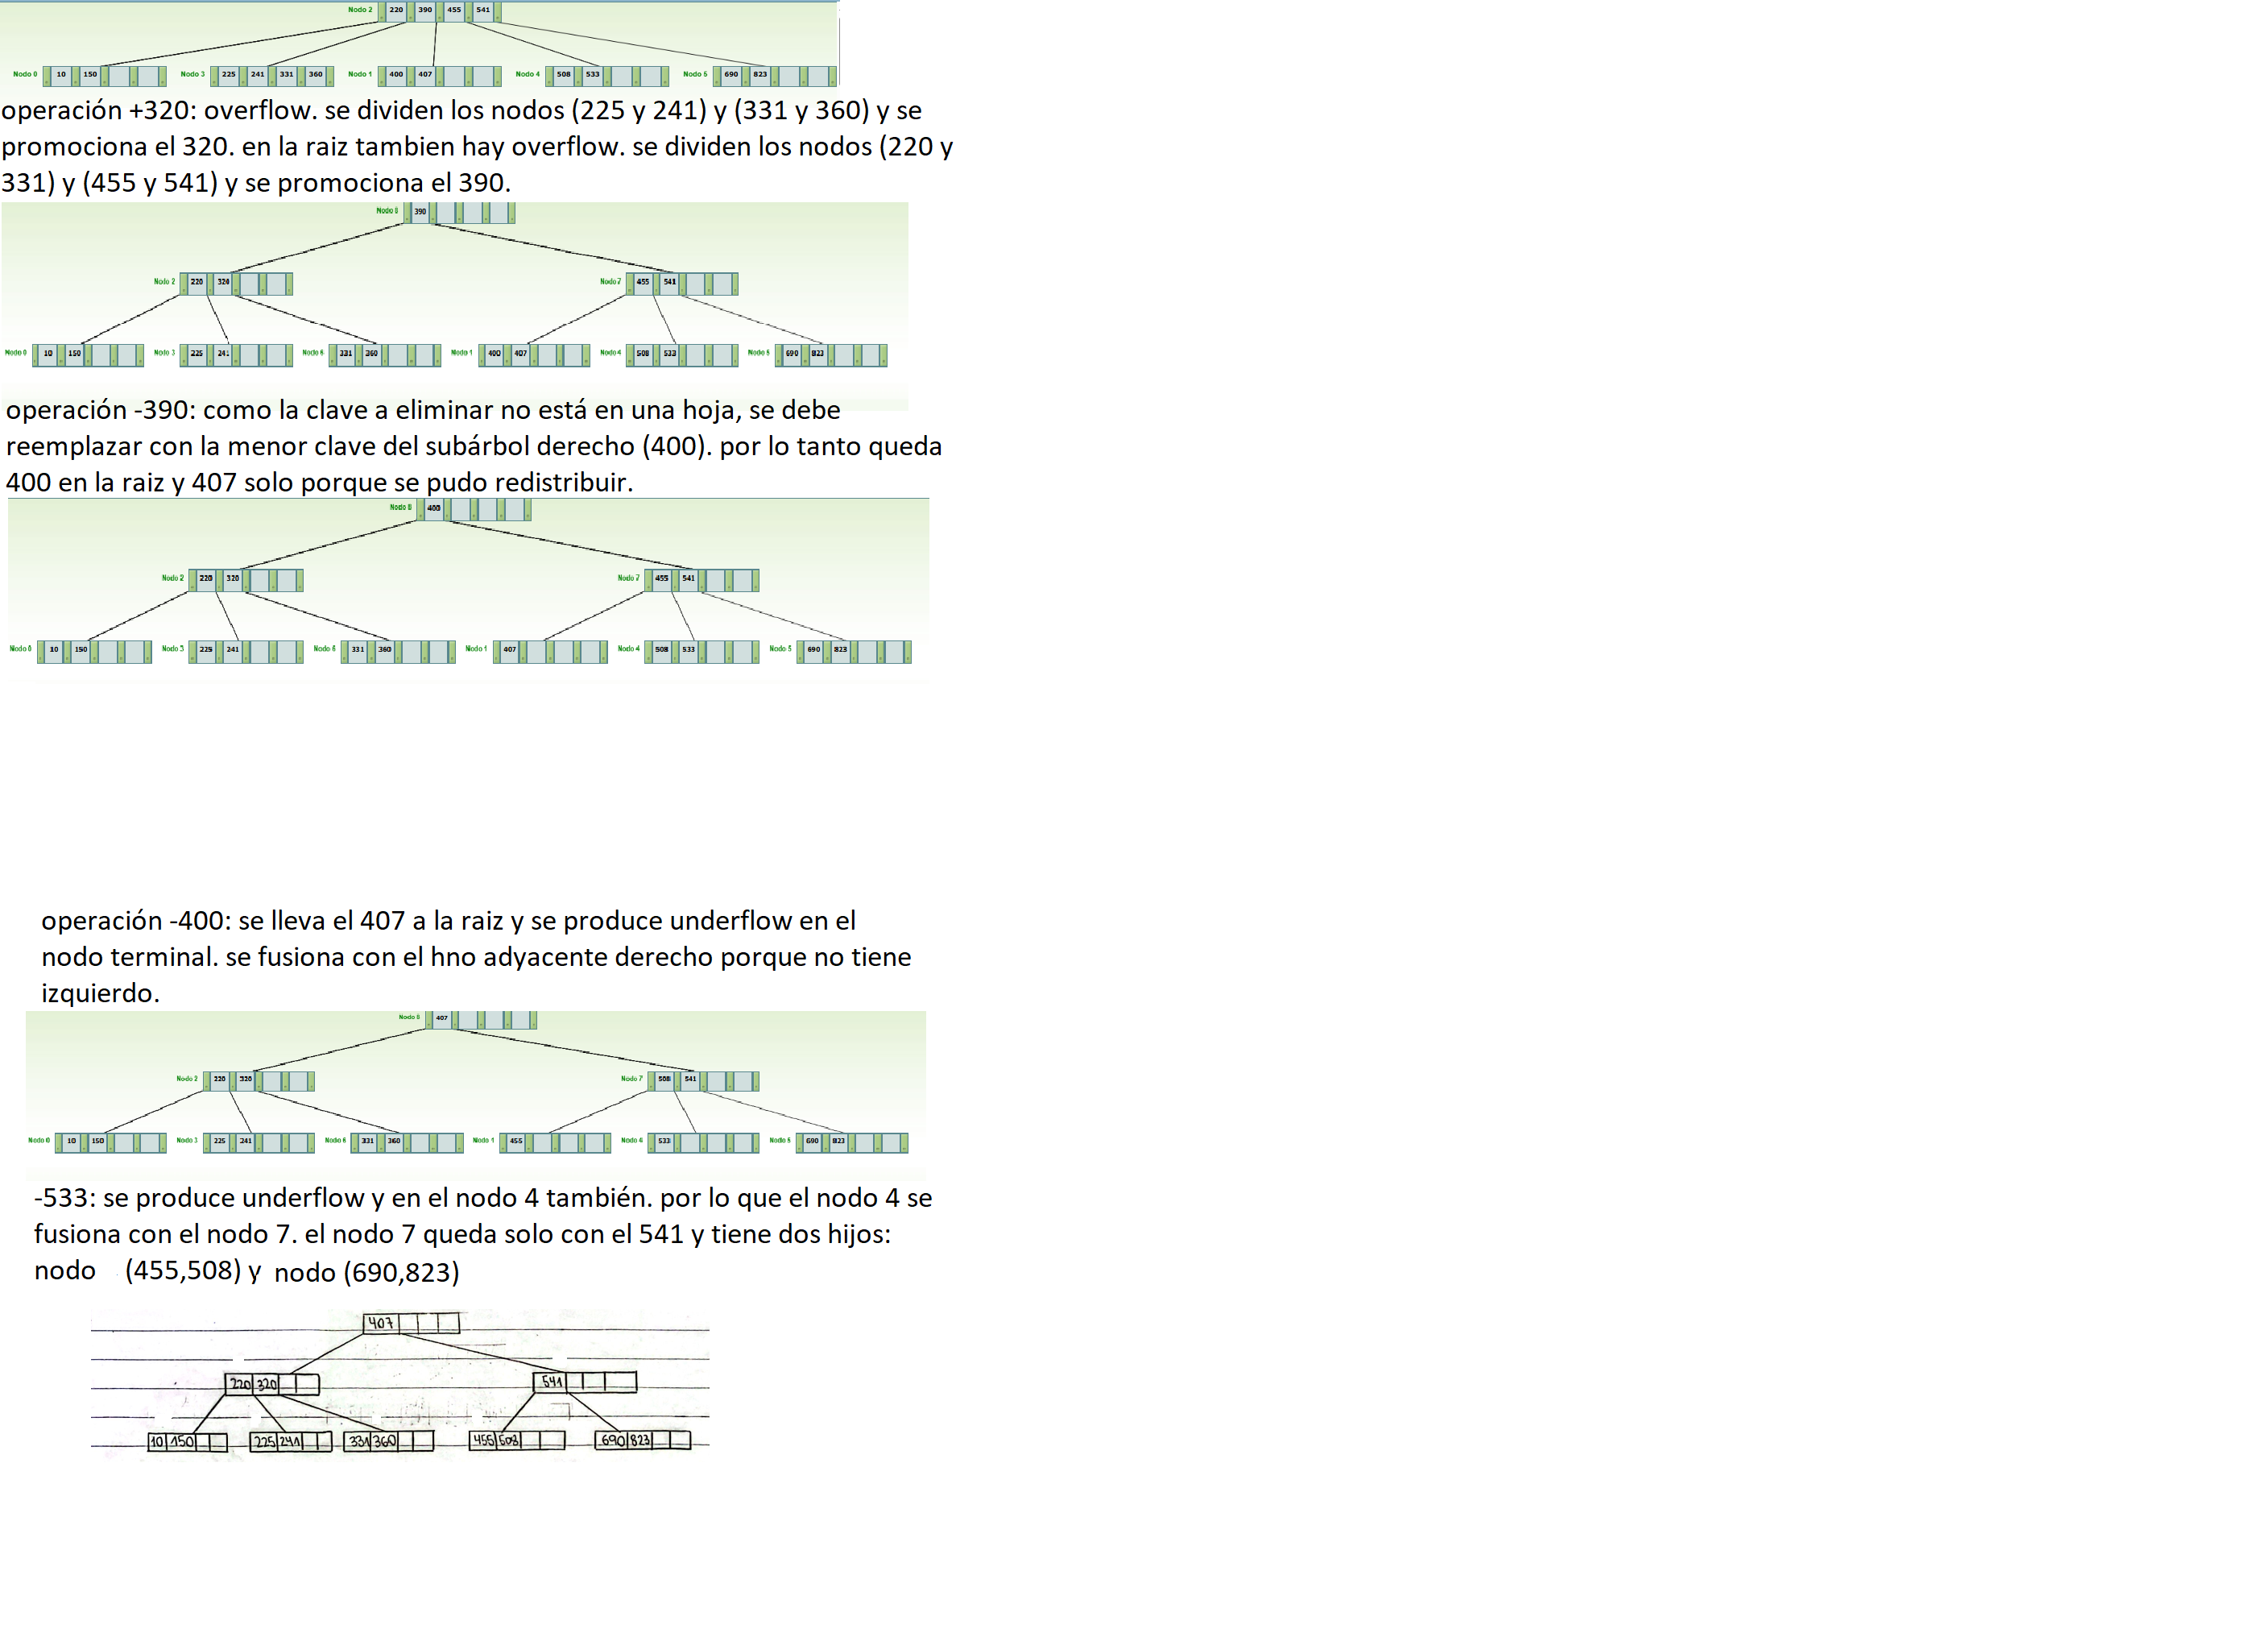 Nodo 2 220 390 455 541
Nodo 0 10 150 Nodo 3 225 241 331 360 Nodo 1 400 407 Nodo 4 508 533 Nodo 5 690 823
operación +320: overflow. se dividen los nodos (225 y 241) y (331 y 360) y se
promociona el 320. en la raiz tambien hay overflow. se dividen los nodos (220 y
331) y (455 y 541) y se promociona el 390.
Nodo 8 390
Nodo 2 220 320 Nodo 7 455 541
Nodo 0 10 150 Nodo 3 225 241 Nodo 6 331 360 Nodo 1 400 407 Nodo 4 508 533 Nodo 5 690 823
operación -390: como la clave a eliminar no está en una hoja, se debe
reemplazar con la menor clave del subárbol derecho (400). por lo tanto queda
400 en la raiz y 407 solo porque se pudo redistribuir.
Nodo 8 400
Nodo 2 220 320 Nodo 7 455 541
Nodo 0 10 150 Nodo 3 225 241 Nodo 6 331 360 Nodo 1 407 Nodo 4 508 533 Nodo 5 690 823
operación -400: se lleva el 407 a la raiz y se produce underflow en el
nodo terminal. se fusiona con el hno adyacente derecho porque no tiene
izquierdo.
Nodo 8 407
Nodo 2 220 320 Nodo 7 508 541
Nodo 0 10 150 Nodo 3 225 241 Nodo 6 331 360 Nodo 1 455 Nodo 4 533 Nodo 5 690 823
-533: se produce underflow y en el nodo 4 también. por lo que el nodo 4 se
fusiona con el nodo 7. el nodo 7 queda solo con el 541 y tiene dos hijos:
nodo (455,508) y nodo (690,823)
407
220 320 541
10 150 225 241 331 360 455 508 690 823